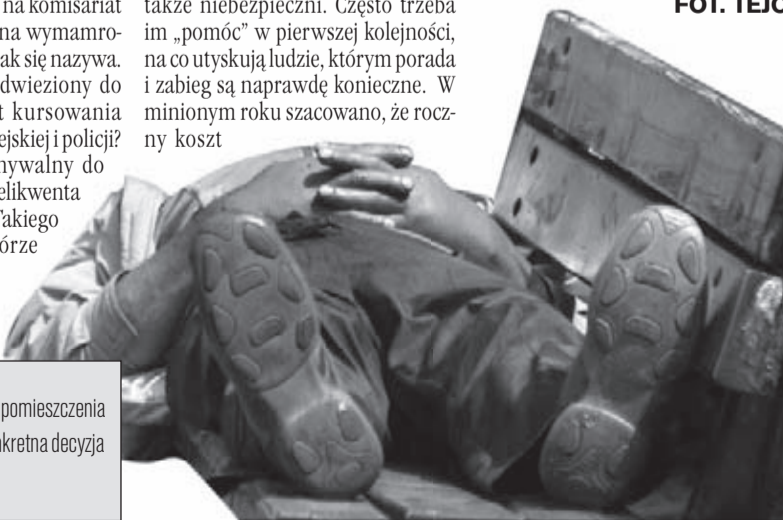 na komisariat
na wymamro-
ak się nazywa.
dwieziony do
t kursowania
ejskiej i policji?
nywalny do
elikwenta
Takiego
órze
także niebezpieczni. Często trzeba
im „pomóc” w pierwszej kolejności,
na co utyskują ludzie, którym porada
i zabieg są naprawdę konieczne. W
minionym roku szacowano, że rocz-
ny koszt
FOT. TEJO
pomieszczenia
nkretna decyzja